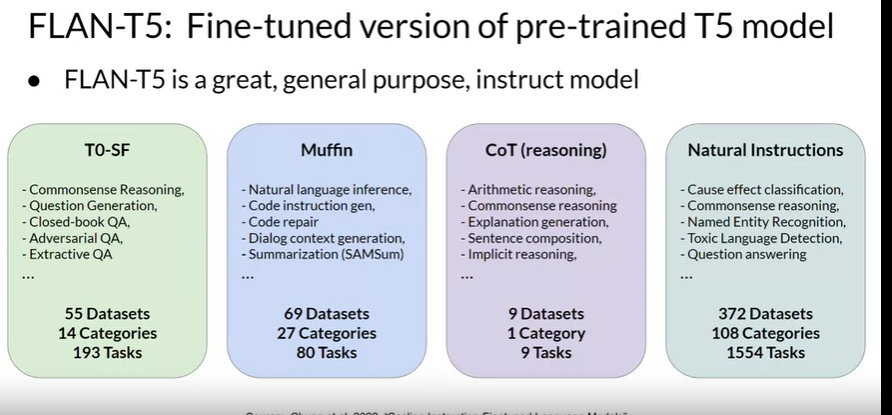 FLAN-T5: Fine-tuned version of pre-trained T5 model
● FLAN-T5 is a great, general purpose, instruct model
T0-SF
- Commonsense Reasoning,
- Question Generation,
- Closed-book QA,
- Adversarial QA,
- Extractive QA
...
55 Datasets
14 Categories
193 Tasks
Muffin
- Natural language inference,
- Code instruction gen,
- Code repair
- Dialog context generation,
- Summarization (SAMSum)
...
69 Datasets
27 Categories
80 Tasks
CoT (reasoning)
- Arithmetic reasoning,
- Commonsense reasoning
- Explanation generation,
- Sentence composition,
- Implicit reasoning,
...
9 Datasets
1 Category
9 Tasks
Natural Instructions
- Cause effect classification,
- Commonsense reasoning,
- Named Entity Recognition,
- Toxic Language Detection,
- Question answering
...
372 Datasets
108 Categories
1554 Tasks